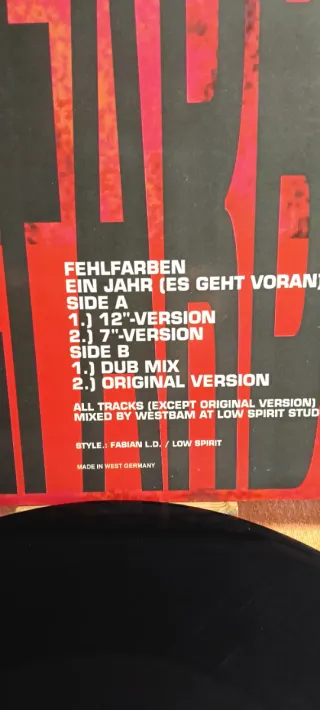 FEHLFARBEN
EIN JAHR (ES GEHT VORAN)
SIDE A
1.) 12"-VERSION
2.) 7"-VERSION
SIDE B
1.) DUB MIX
2.) ORIGINAL VERSION
ALL TRACKS (EXCEPT ORIGINAL VERSION)
MIXED BY WESTBAM AT LOW SPIRIT STUD
STYLE.: FABIAN L.D. / LOW SPIRIT
MADE IN WEST GERMANY